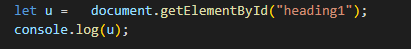 let u =   document.getElementById("heading1");
console.log(u);